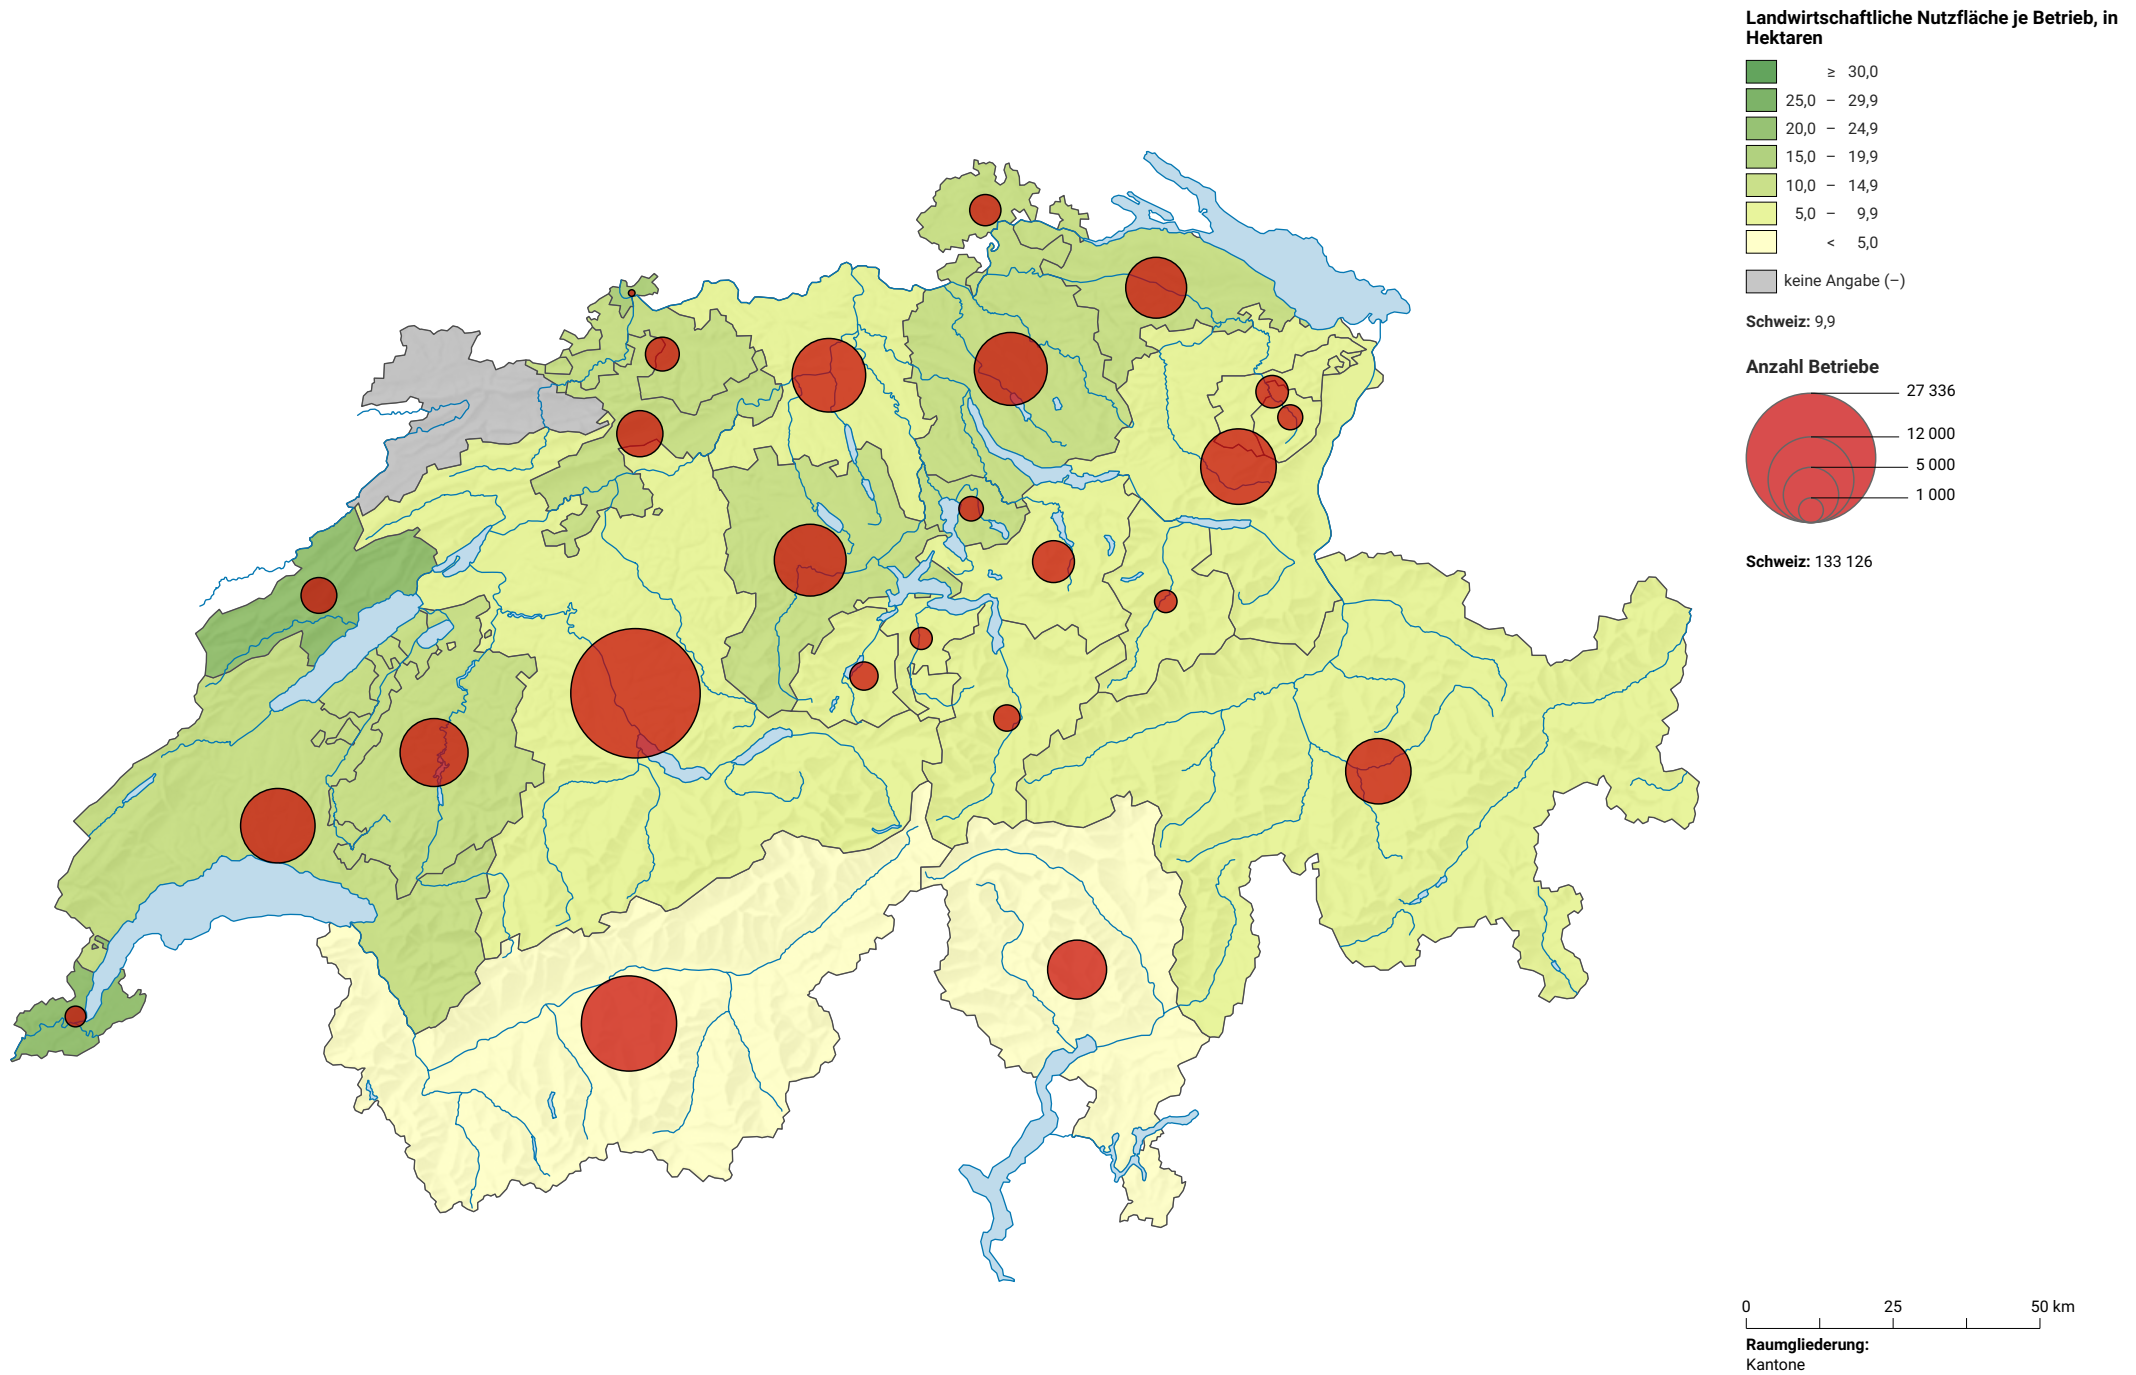 Landwirtschaftliche Nutzfläche je Betrieb, in
Hektaren
≥ 30,0
25,0 – 29,9
20,0 – 24,9
15,0 – 19,9
10,0 – 14,9
5,0 – 9,9
< 5,0
keine Angabe (–)
Schweiz: 9,9
Anzahl Betriebe
27 336
12 000
5 000
1 000
Schweiz: 133 126
0 25 50 km
Raumgliederung:
Kantone